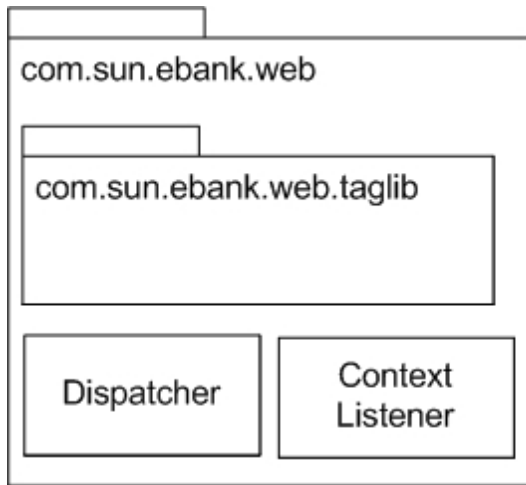 com.sun.ebank.web
com.sun.ebank.web.taglib
Dispatcher
Context
Listener